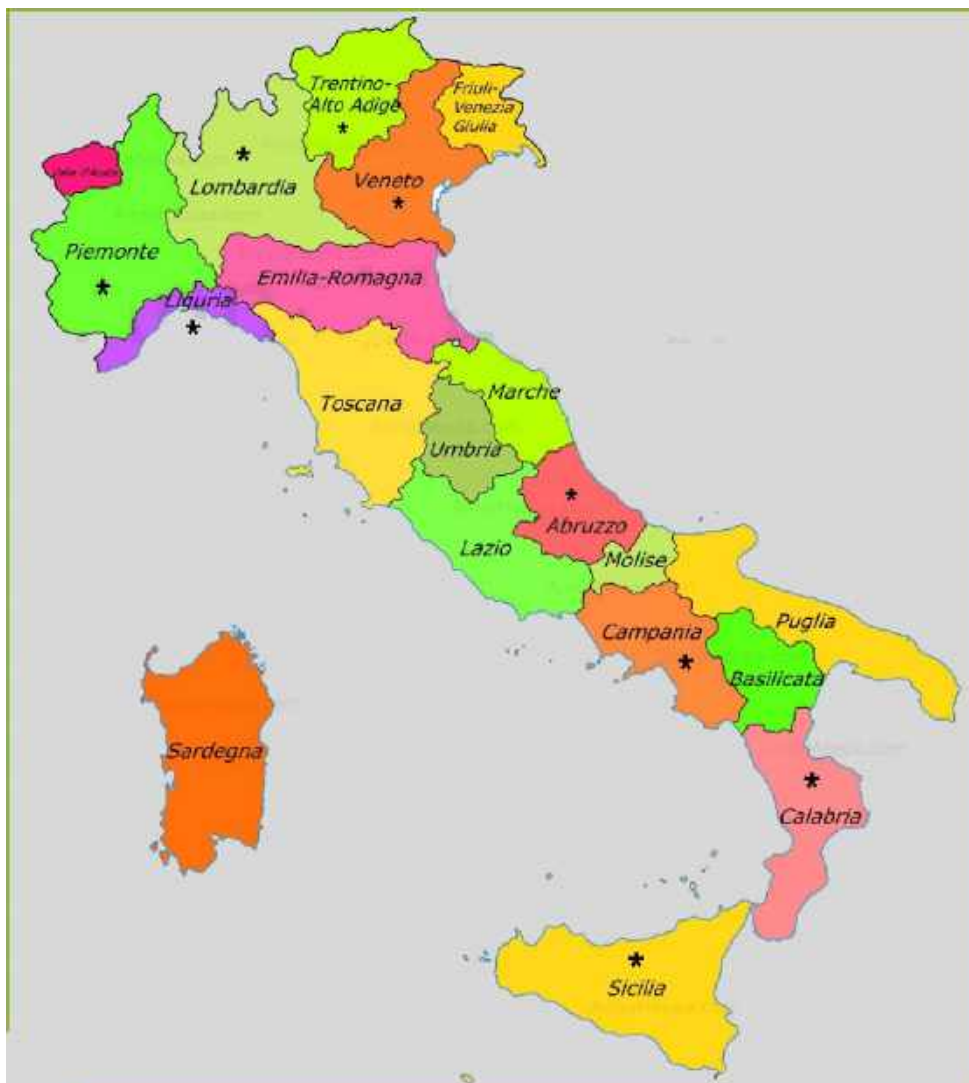 Trentino-
Alto Adige
*
Friuli-
Venezia
Giulia
*
Lombardia
Veneto
*
Piemonte
*
Emilia-Romagna
Liguria
*
Toscana
Marche
Umbria
*
Abruzzo
Lazio
Molise
Campania
*
Puglia
Basilicata
Sardegna
*
Calabria
*
Sicilia